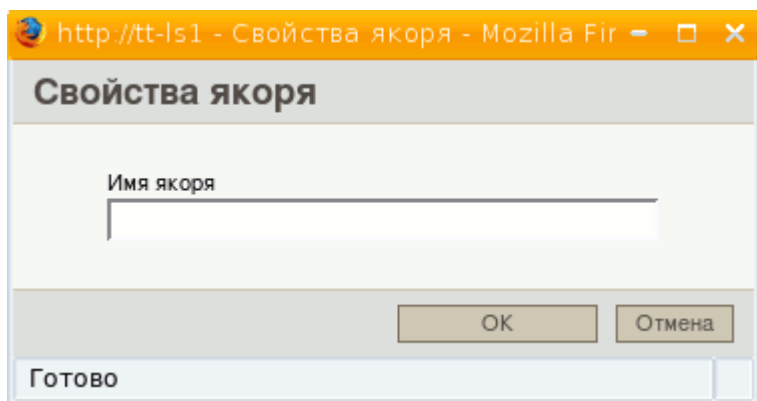 http://tt-ls1 - Свойства якоря - Mozilla Fir
Свойства якоря
Имя якоря
OK Отмена
Готово